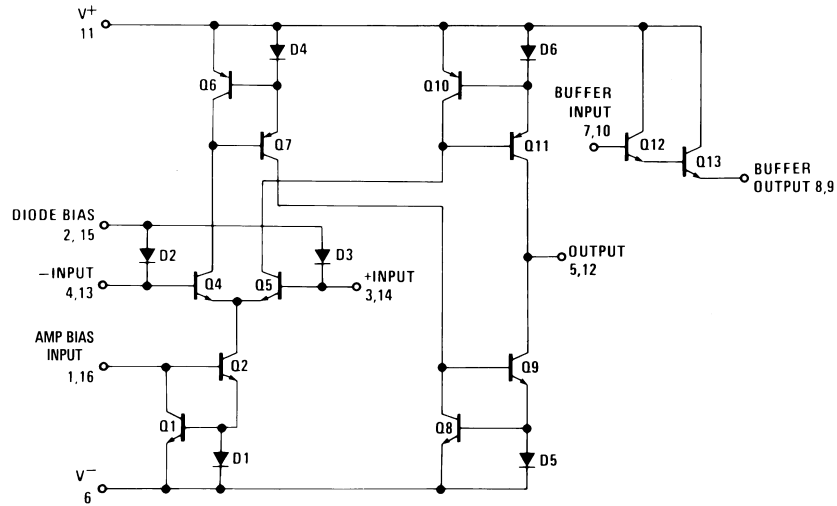 V+
11
D4
D6
Q6
Q10
BUFFER
INPUT
7,10
Q7
Q11
Q12
Q13
BUFFER
OUTPUT 8,9
DIODE BIAS
2, 15
D2
D3
OUTPUT
5,12
−INPUT
4,13
Q4
Q5
+INPUT
3,14
AMP BIAS
INPUT
1,16
Q2
Q9
Q1
Q8
D1
D5
V−
6